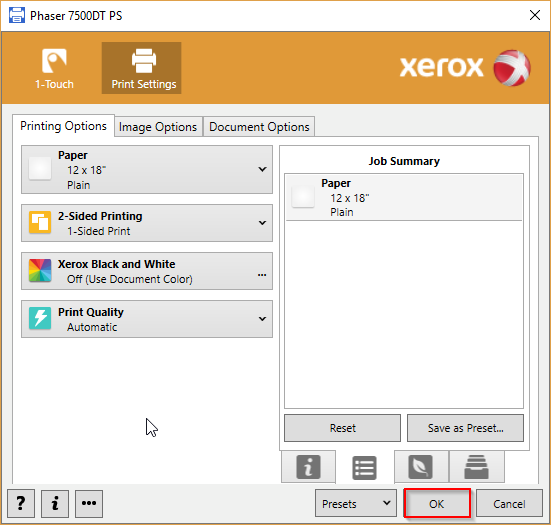 Phaser 7500DT PS
1-Touch
Print Settings
xerox
Printing Options
Image Options
Document Options
Paper
12 x 18"
Plain
2-Sided Printing
1-Sided Print
Xerox Black and White
Off (Use Document Color)
...
Print Quality
Automatic
Job Summary
Paper
12 x 18"
Plain
Reset
Save as Preset...
?
i
...
Presets
OK
Cancel